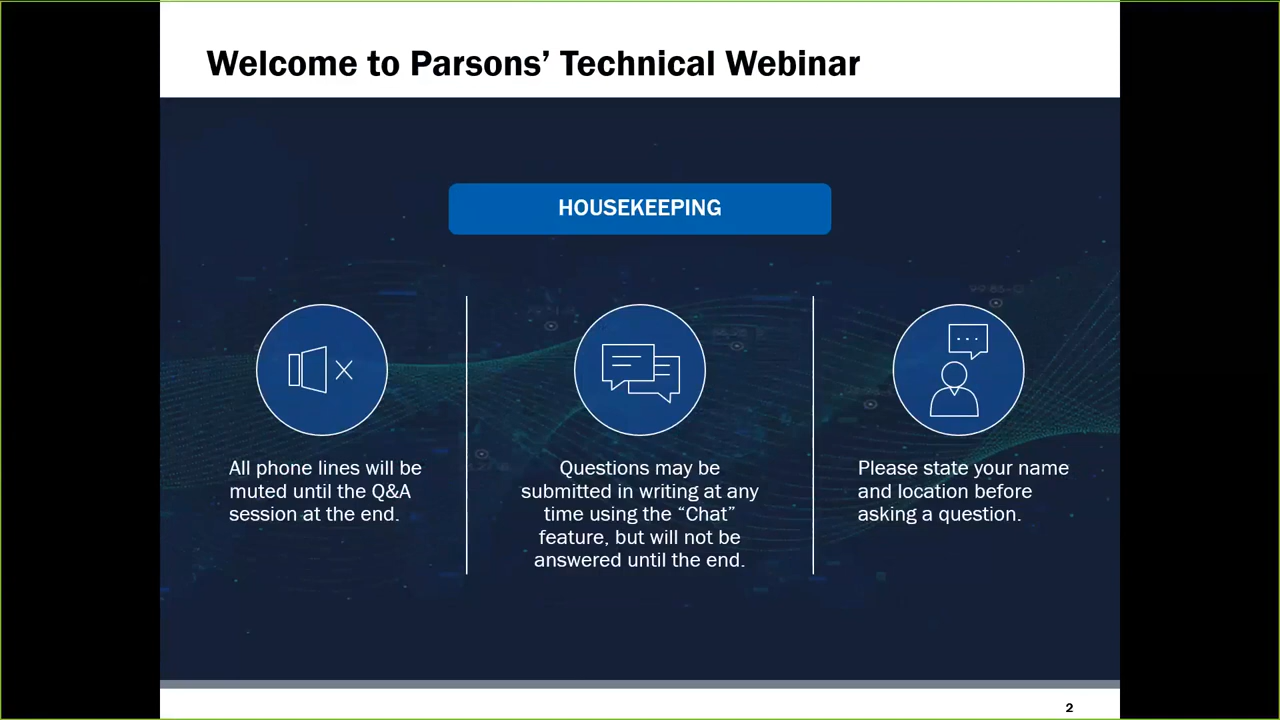 Welcome to Parsons’ Technical Webinar
HOUSEKEEPING
All phone lines will be
muted until the Q&A
session at the end.
Questions may be
submitted in writing at any
time using the “Chat”
feature, but will not be
answered until the end.
Please state your name
and location before
asking a question.
2